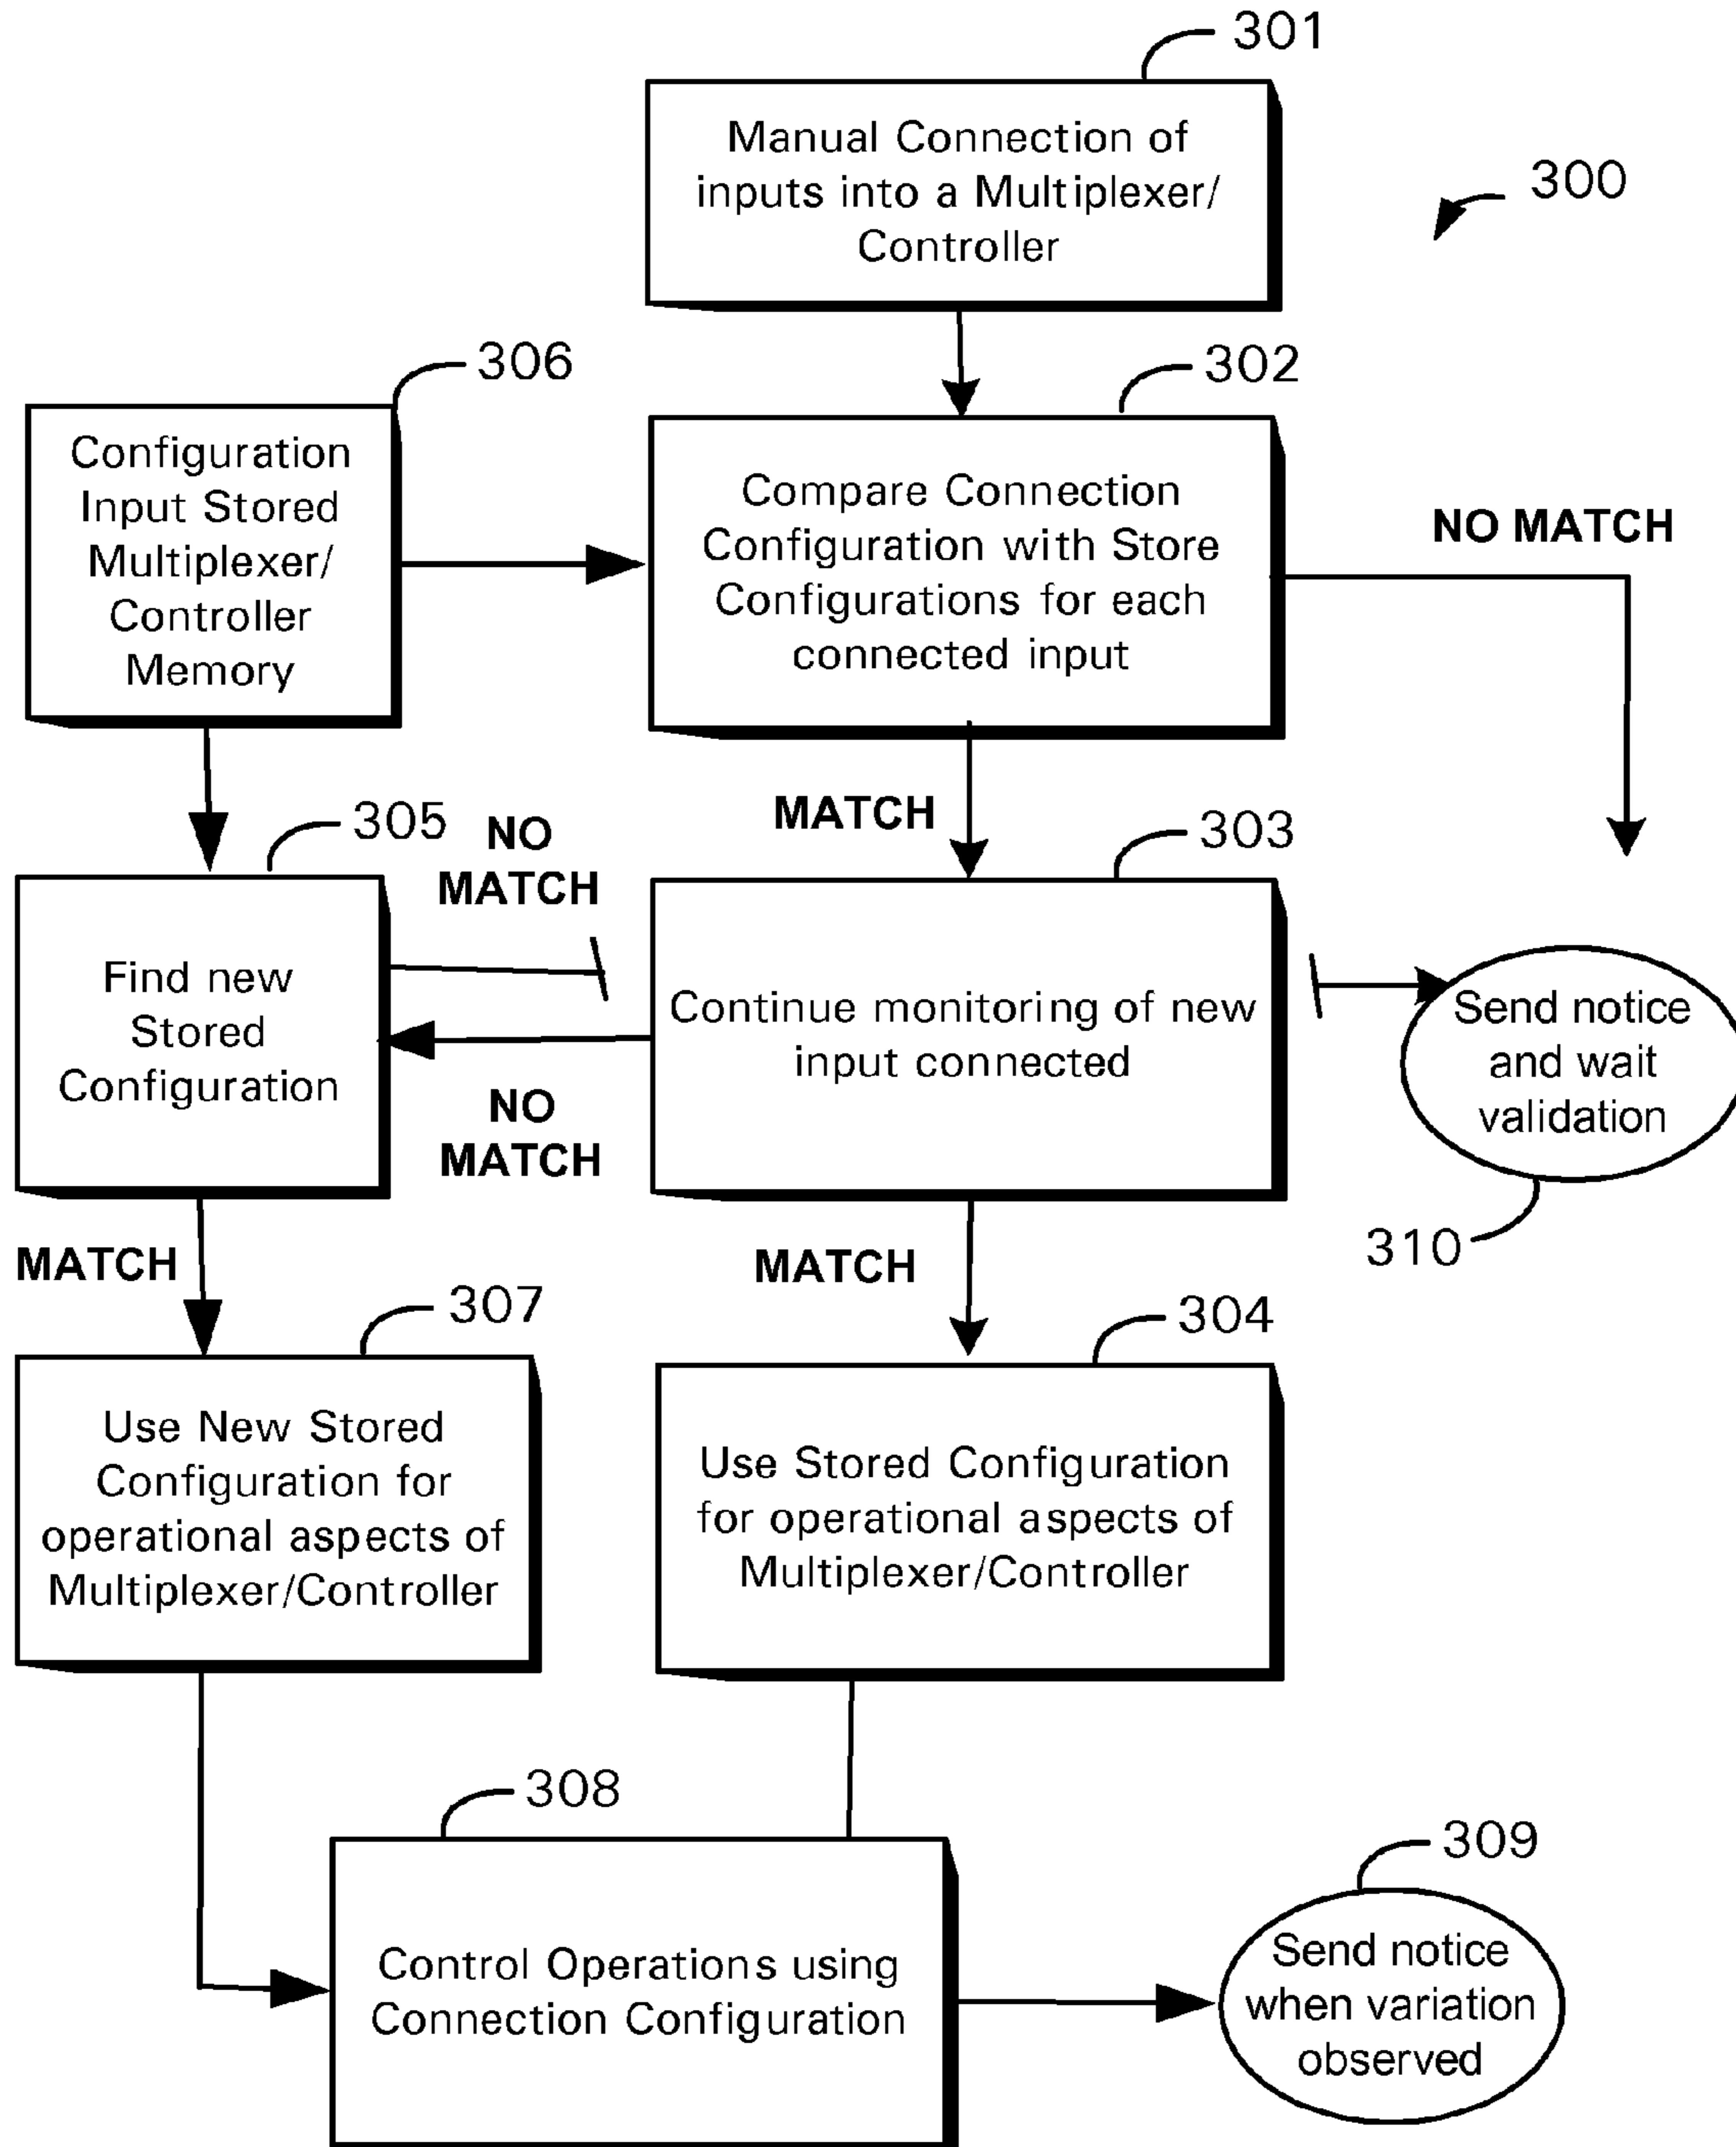 301
Manual Connection of
inputs into a Multiplexer/
Controller
300
306
Configuration
Input Stored
Multiplexer/
Controller
Memory
302
Compare Connection
Configuration with Store
Configurations for each
connected input
NO MATCH
MATCH
305
NO
MATCH
303
Find new
Stored
Configuration
Continue monitoring of new
input connected
Send notice
and wait
validation
310
NO
MATCH
MATCH
MATCH
307
Use New Stored
Configuration for
operational aspects of
Multiplexer/Controller
304
Use Stored Configuration
for operational aspects of
Multiplexer/Controller
308
Control Operations using
Connection Configuration
309
Send notice
when variation
observed